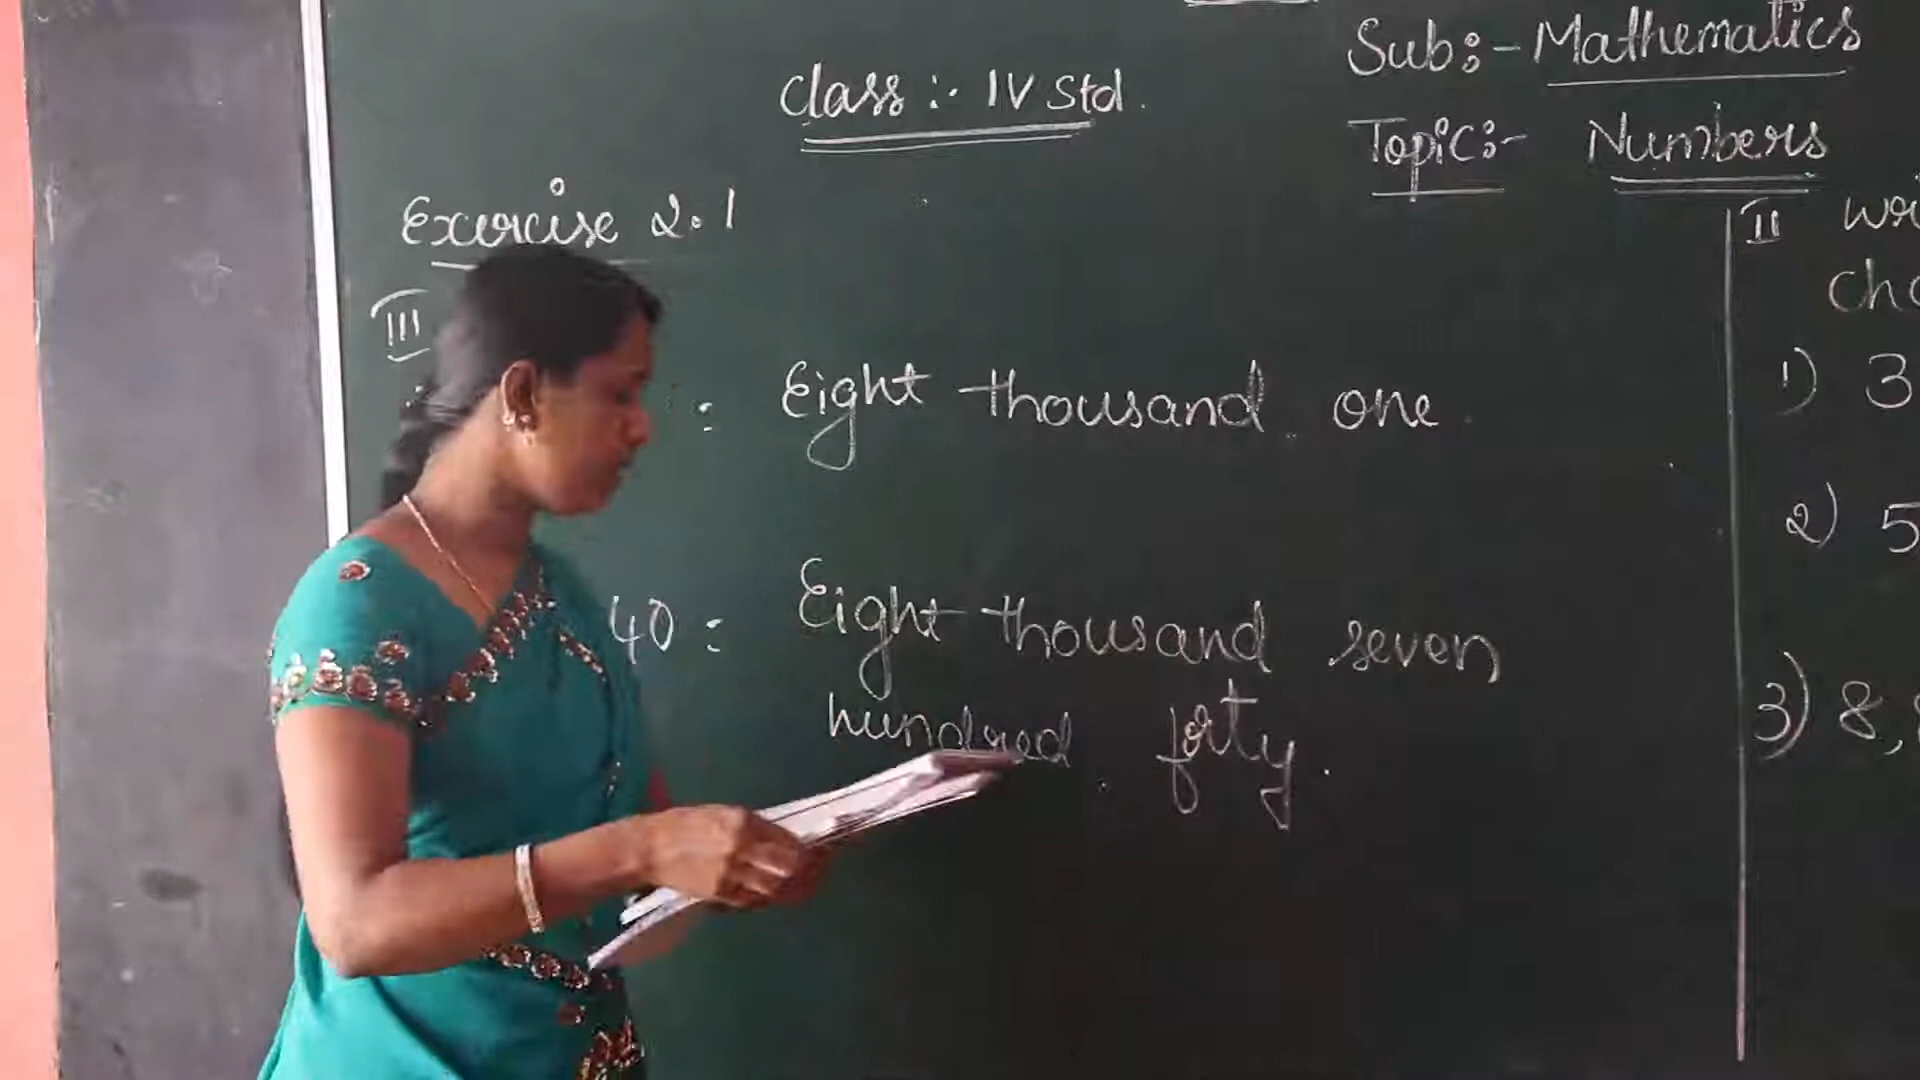 Sub:- Mathematics
Class :- IV Std.
Topic:- Numbers
Exercise 2.1
III
: Eight thousand one
40 : Eight thousand seven
hundred forty.
II
1) 3
2) 5
3) 8,